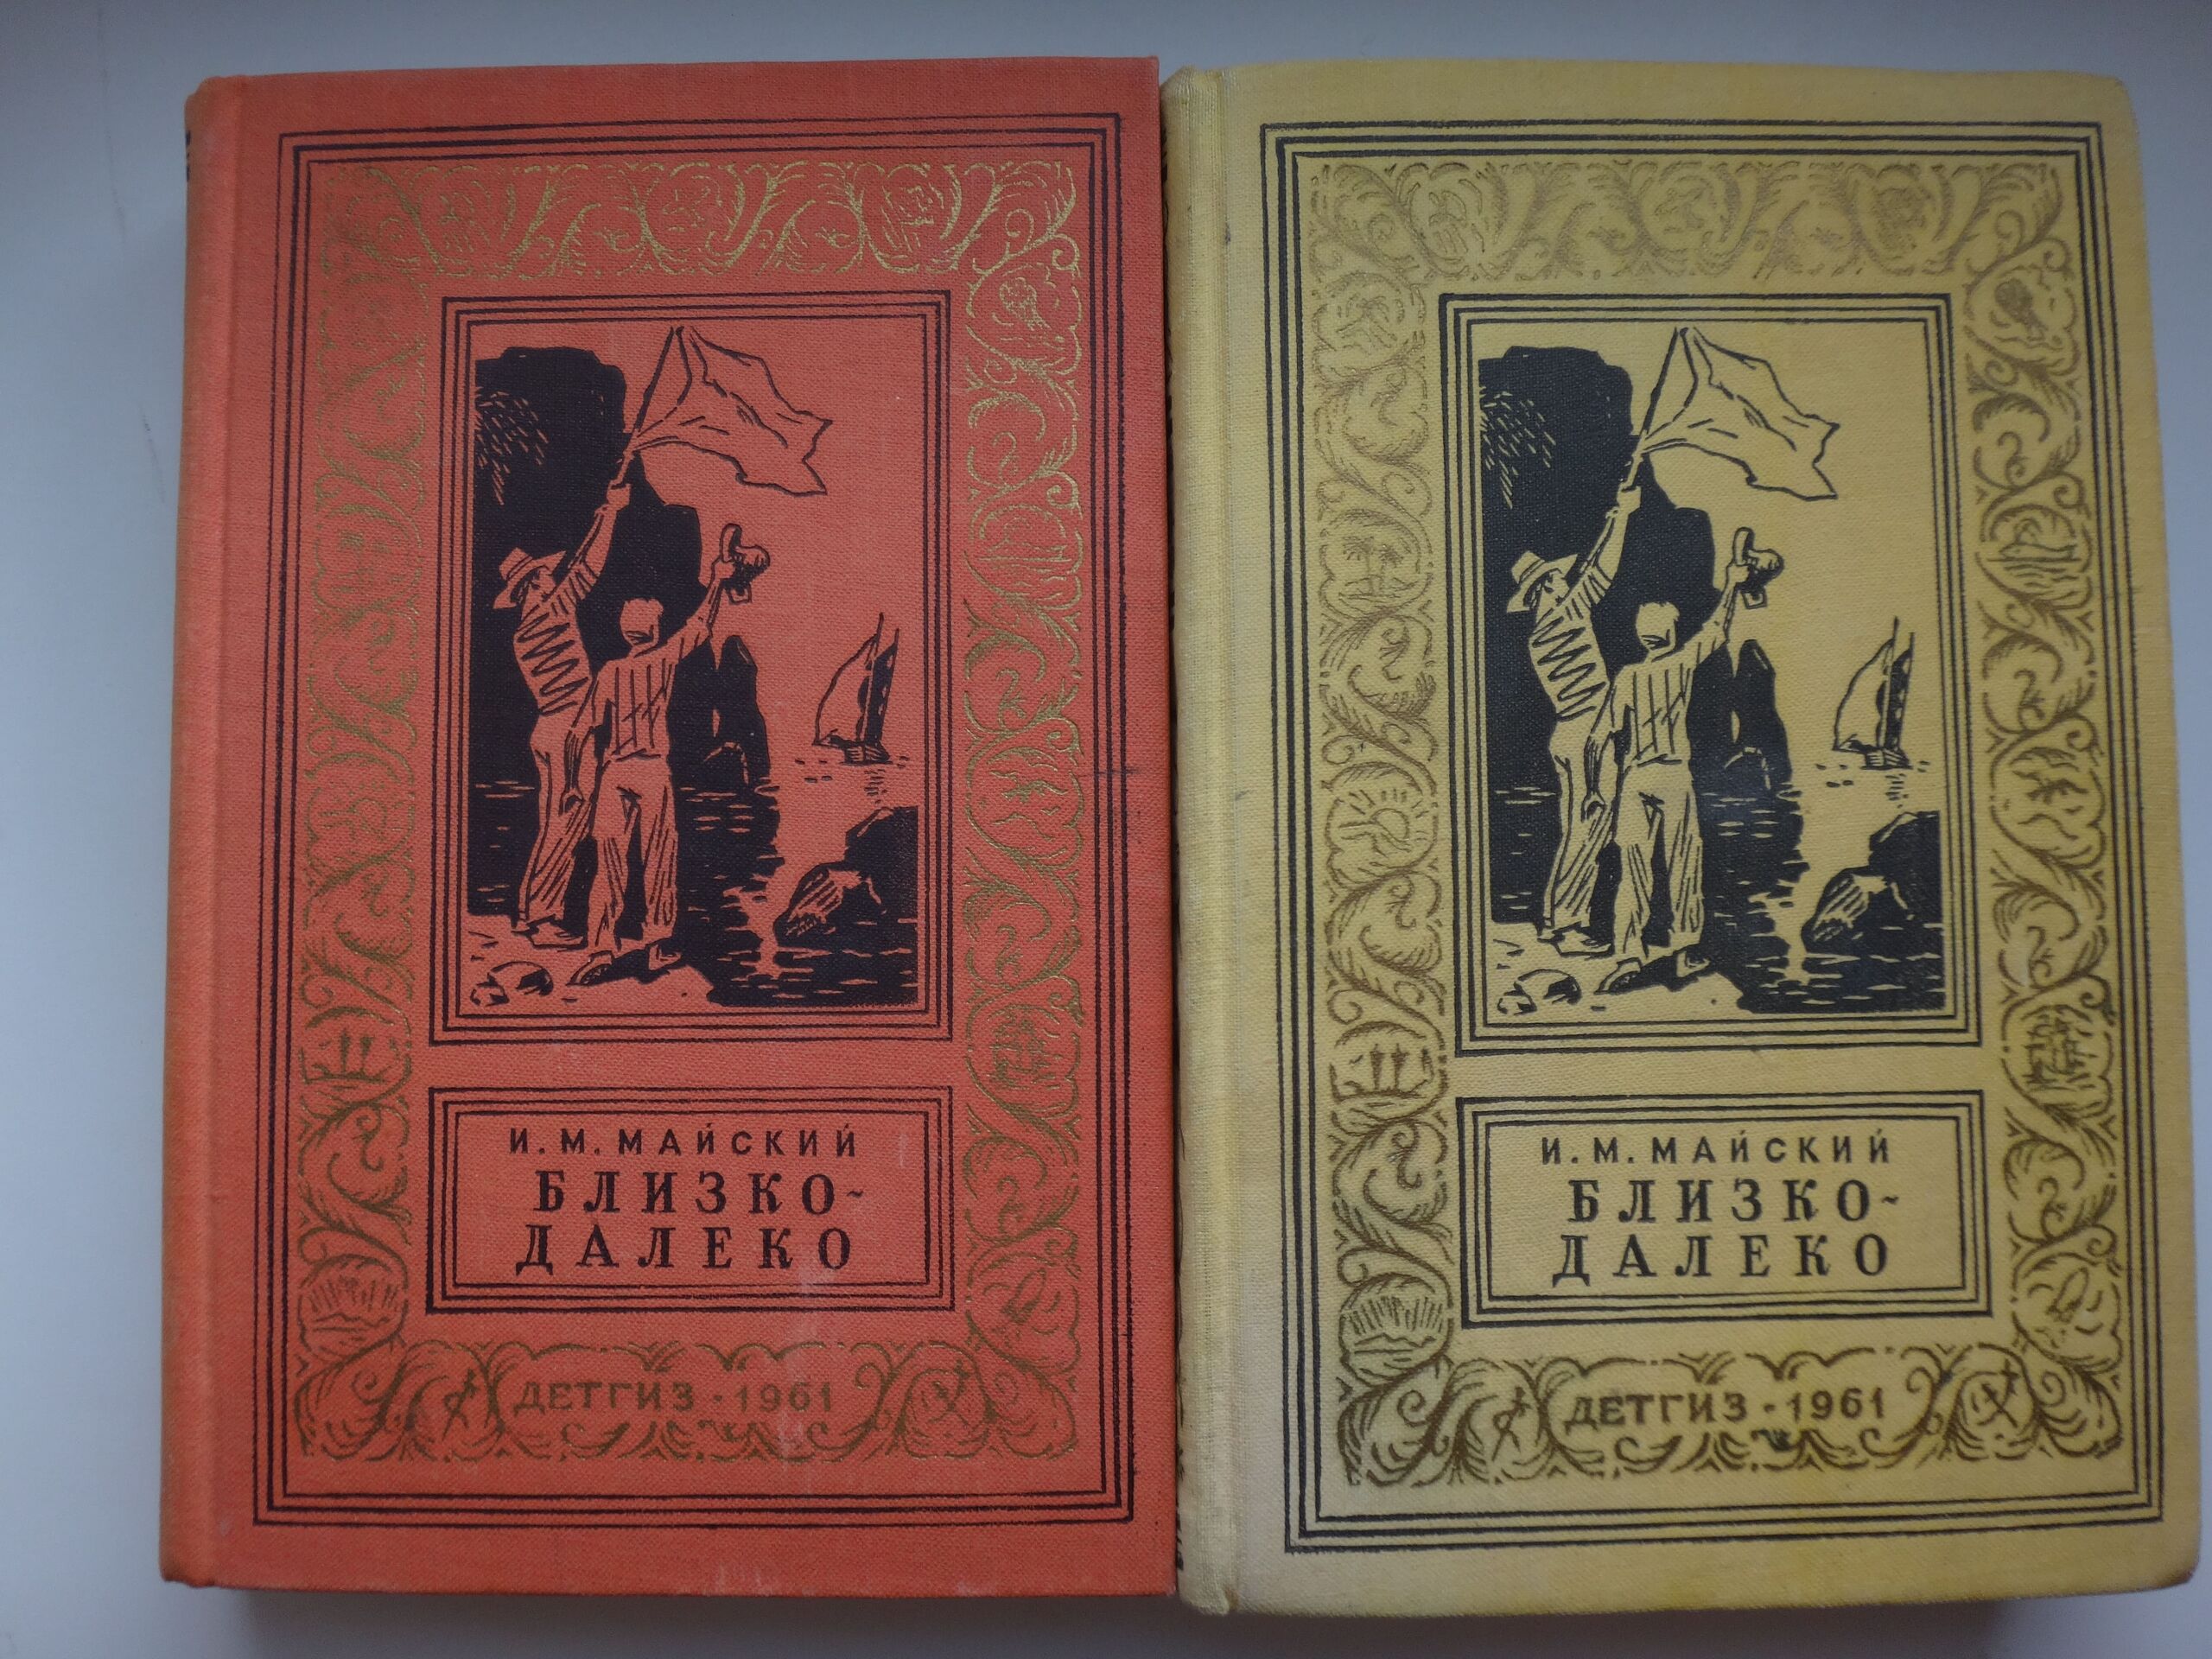 И. М. МАЙСКИЙ
БЛИЗКО-
ДАЛЕКО
ДЕТГИЗ · 1961
И. М. МАЙСКИЙ
БЛИЗКО-
ДАЛЕКО
ДЕТГИЗ · 1961